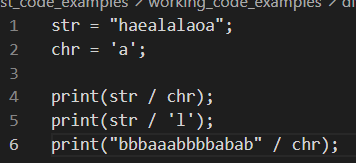 st_code_examples / working_code_examples / di
1 str = "haealalaoa";
2 chr = 'a';
3
4 print(str / chr);
5 print(str / 'l');
6 print("bbbaaabbbbabab" / chr);